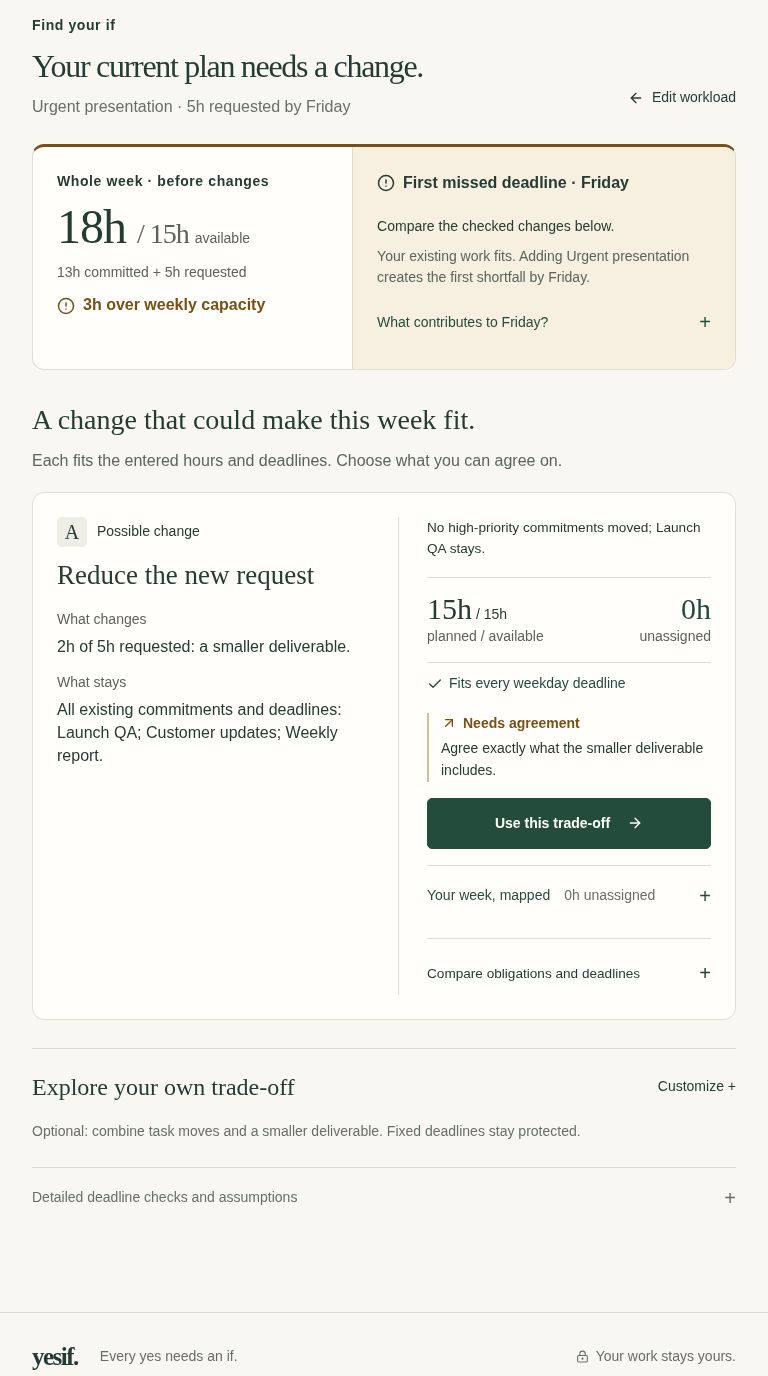 Find your if
Your current plan needs a change.
Urgent presentation · 5h requested by Friday
← Edit workload
Whole week · before changes
18h / 15h available
13h committed + 5h requested
3h over weekly capacity
First missed deadline · Friday
Compare the checked changes below.
Your existing work fits. Adding Urgent presentation
creates the first shortfall by Friday.
What contributes to Friday? +
A change that could make this week fit.
Each fits the entered hours and deadlines. Choose what you can agree on.
A Possible change
Reduce the new request
What changes
2h of 5h requested: a smaller deliverable.
What stays
All existing commitments and deadlines:
Launch QA; Customer updates; Weekly
report.
No high-priority commitments moved; Launch
QA stays.
15h / 15h 0h
planned / available unassigned
Fits every weekday deadline
Needs agreement
Agree exactly what the smaller deliverable
includes.
Use this trade-off →
Your week, mapped 0h unassigned +
Compare obligations and deadlines +
Explore your own trade-off Customize +
Optional: combine task moves and a smaller deliverable. Fixed deadlines stay protected.
Detailed deadline checks and assumptions +
yesif. Every yes needs an if. Your work stays yours.